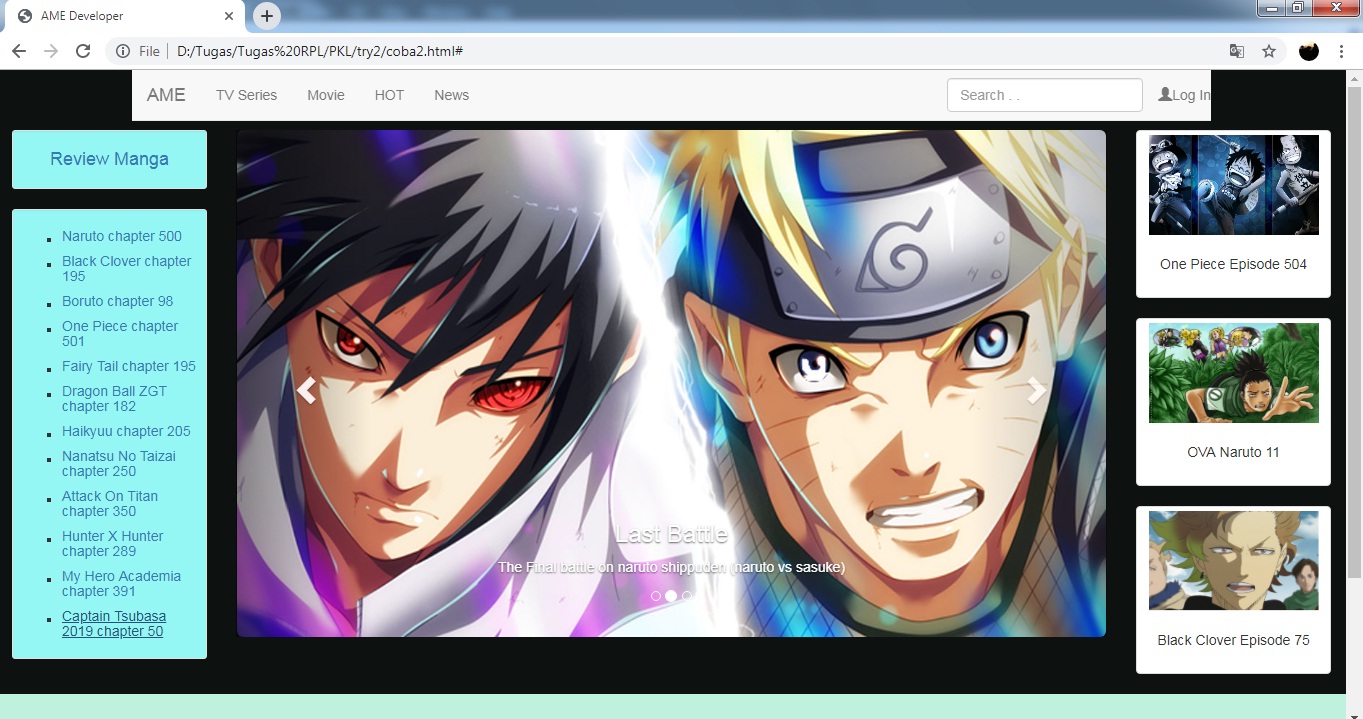 AME Developer
File
D:/Tugas/Tugas%20RPL/PKL/try2/coba2.html#
AME
TV Series
Movie
HOT
News
Search . .
Log In
Review Manga
Naruto chapter 500
Black Clover chapter
195
Boruto chapter 98
One Piece chapter
501
Fairy Tail chapter 195
Dragon Ball ZGT
chapter 182
Haikyuu chapter 205
Nanatsu No Taizai
chapter 250
Attack On Titan
chapter 350
Hunter X Hunter
chapter 289
My Hero Academia
chapter 391
Captain Tsubasa
2019 chapter 50
Last Battle
The Final battle on naruto shippuden (naruto vs sasuke)
One Piece Episode 504
OVA Naruto 11
Black Clover Episode 75